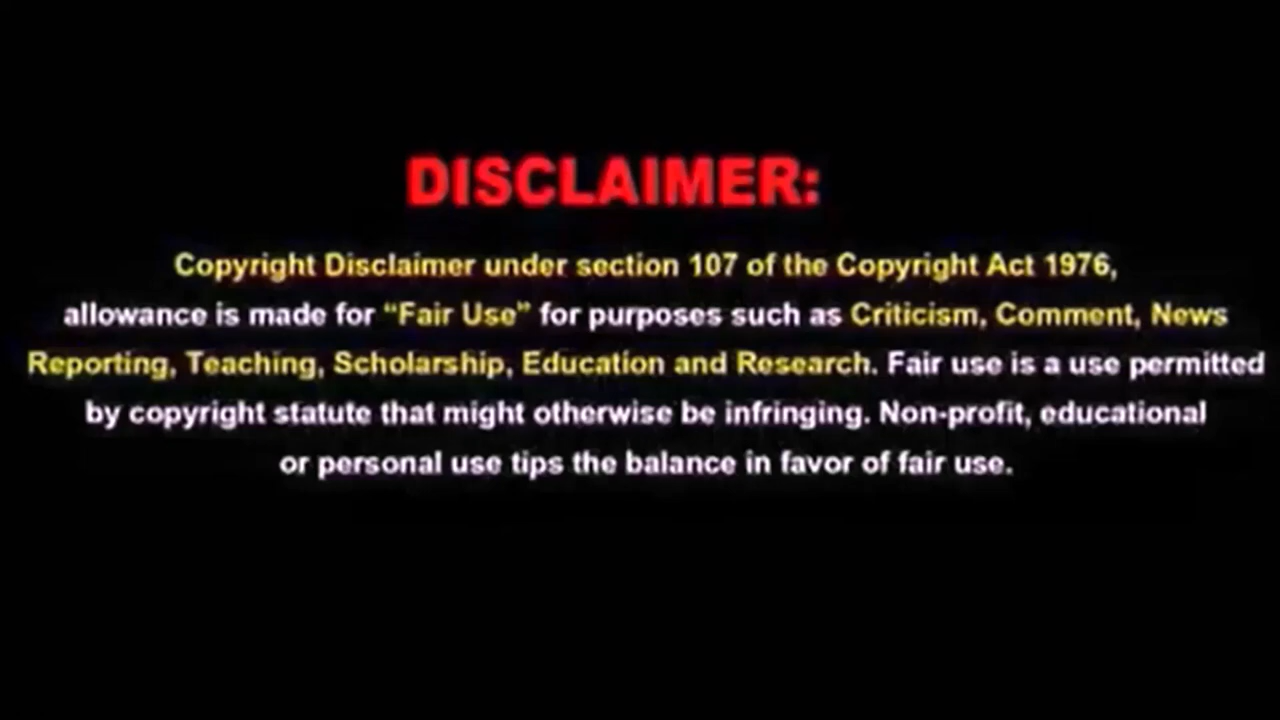 DISCLAIMER:
Copyright Disclaimer under section 107 of the Copyright Act 1976,
allowance is made for “Fair Use” for purposes such as Criticism, Comment, News
Reporting, Teaching, Scholarship, Education and Research. Fair use is a use permitted
by copyright statute that might otherwise be infringing. Non-profit, educational
or personal use tips the balance in favor of fair use.